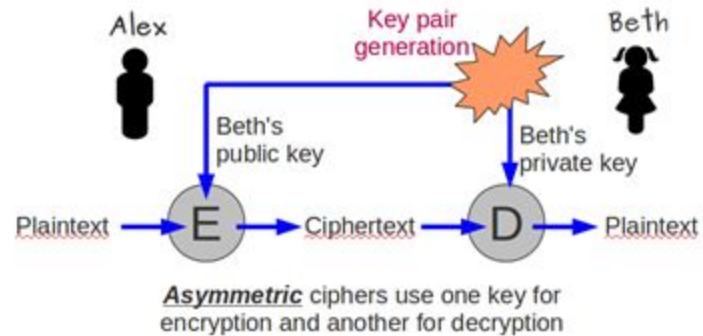 Alex
Key pair
generation
Beth
Beth's
public key
Beth's
private key
Plaintext
E
Ciphertext
D
Plaintext
Asymmetric ciphers use one key for
encryption and another for decryption